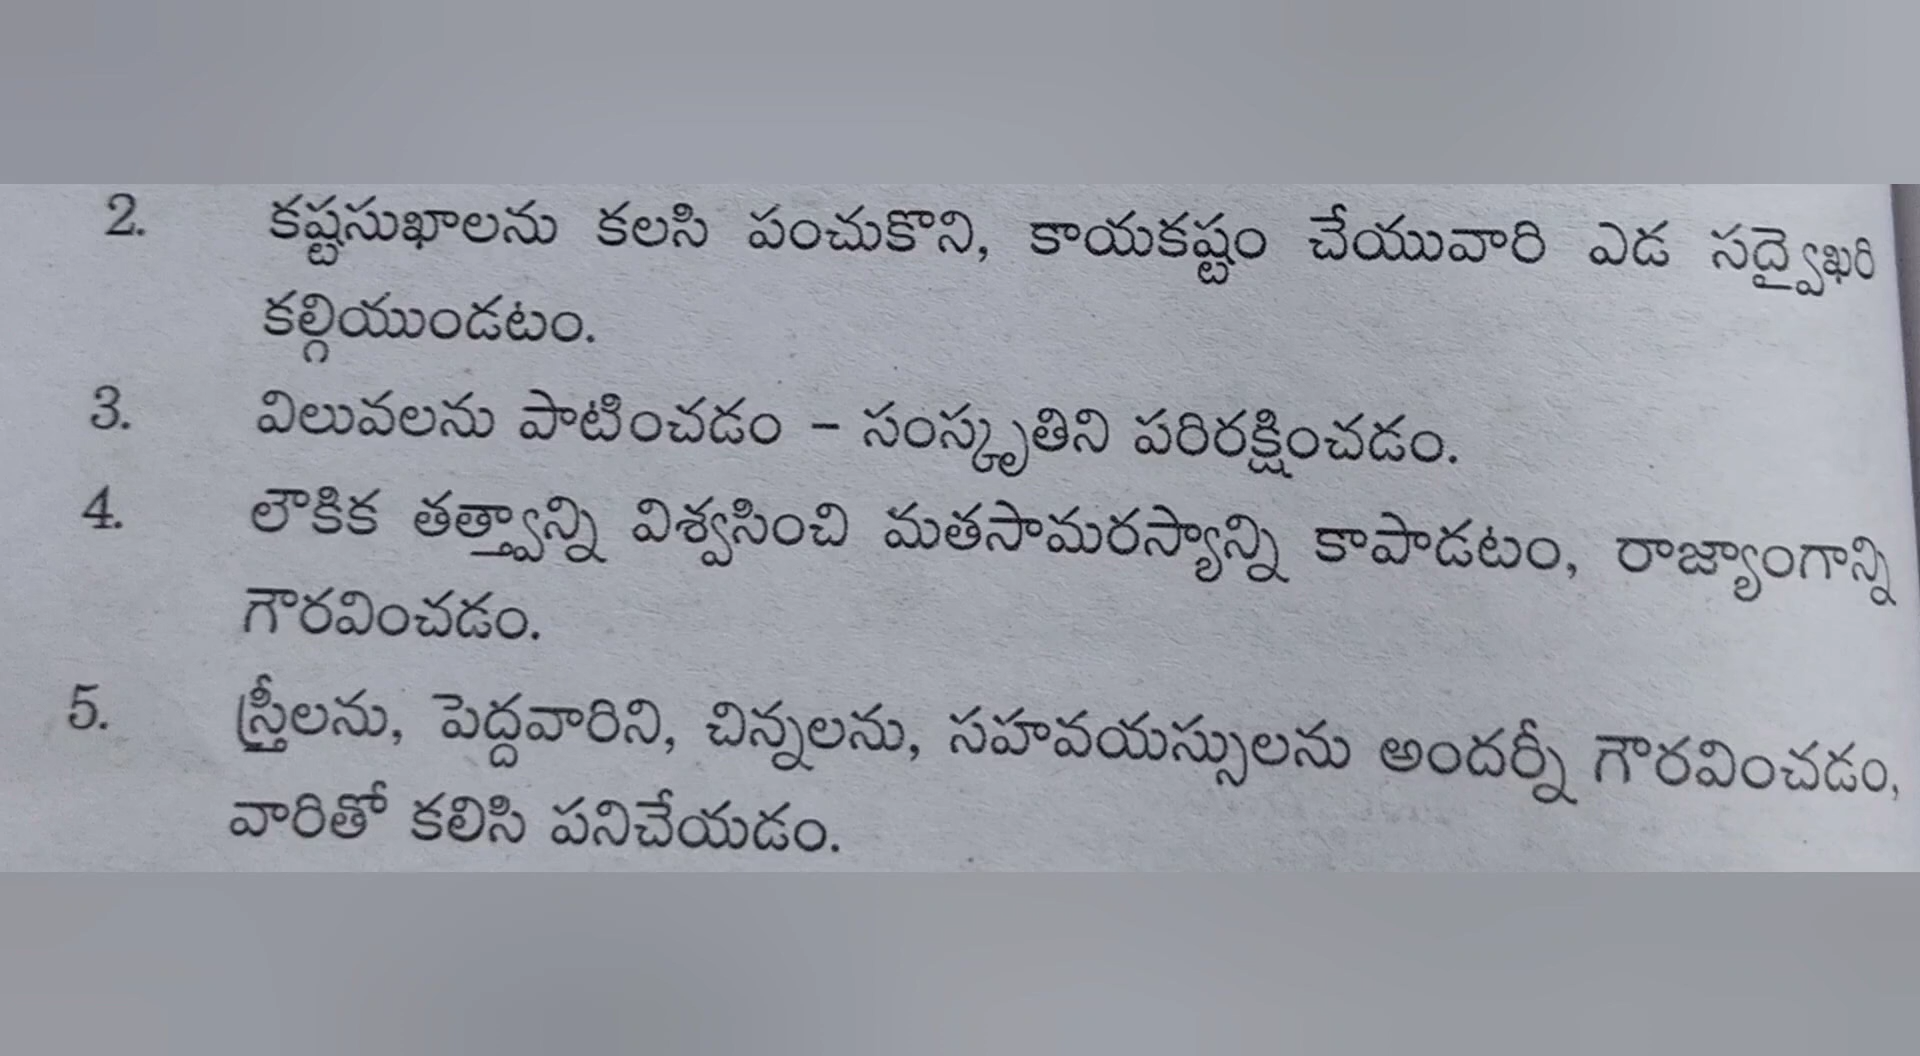 2. కష్టసుఖాలను కలసి పంచుకొని, కాయకష్టం చేయువారి ఎడ సద్వైఖరి
కల్గియుండటం.
3. విలువలను పాటించడం – సంస్కృతిని పరిరక్షించడం.
4. లౌకిక తత్త్వాన్ని విశ్వసించి మతసామరస్యాన్ని కాపాడటం, రాజ్యాంగాన్ని
గౌరవించడం.
5. స్త్రీలను, పెద్దవారిని, చిన్నలను, సహవయస్సులను అందర్నీ గౌరవించడం,
వారితో కలిసి పనిచేయడం.